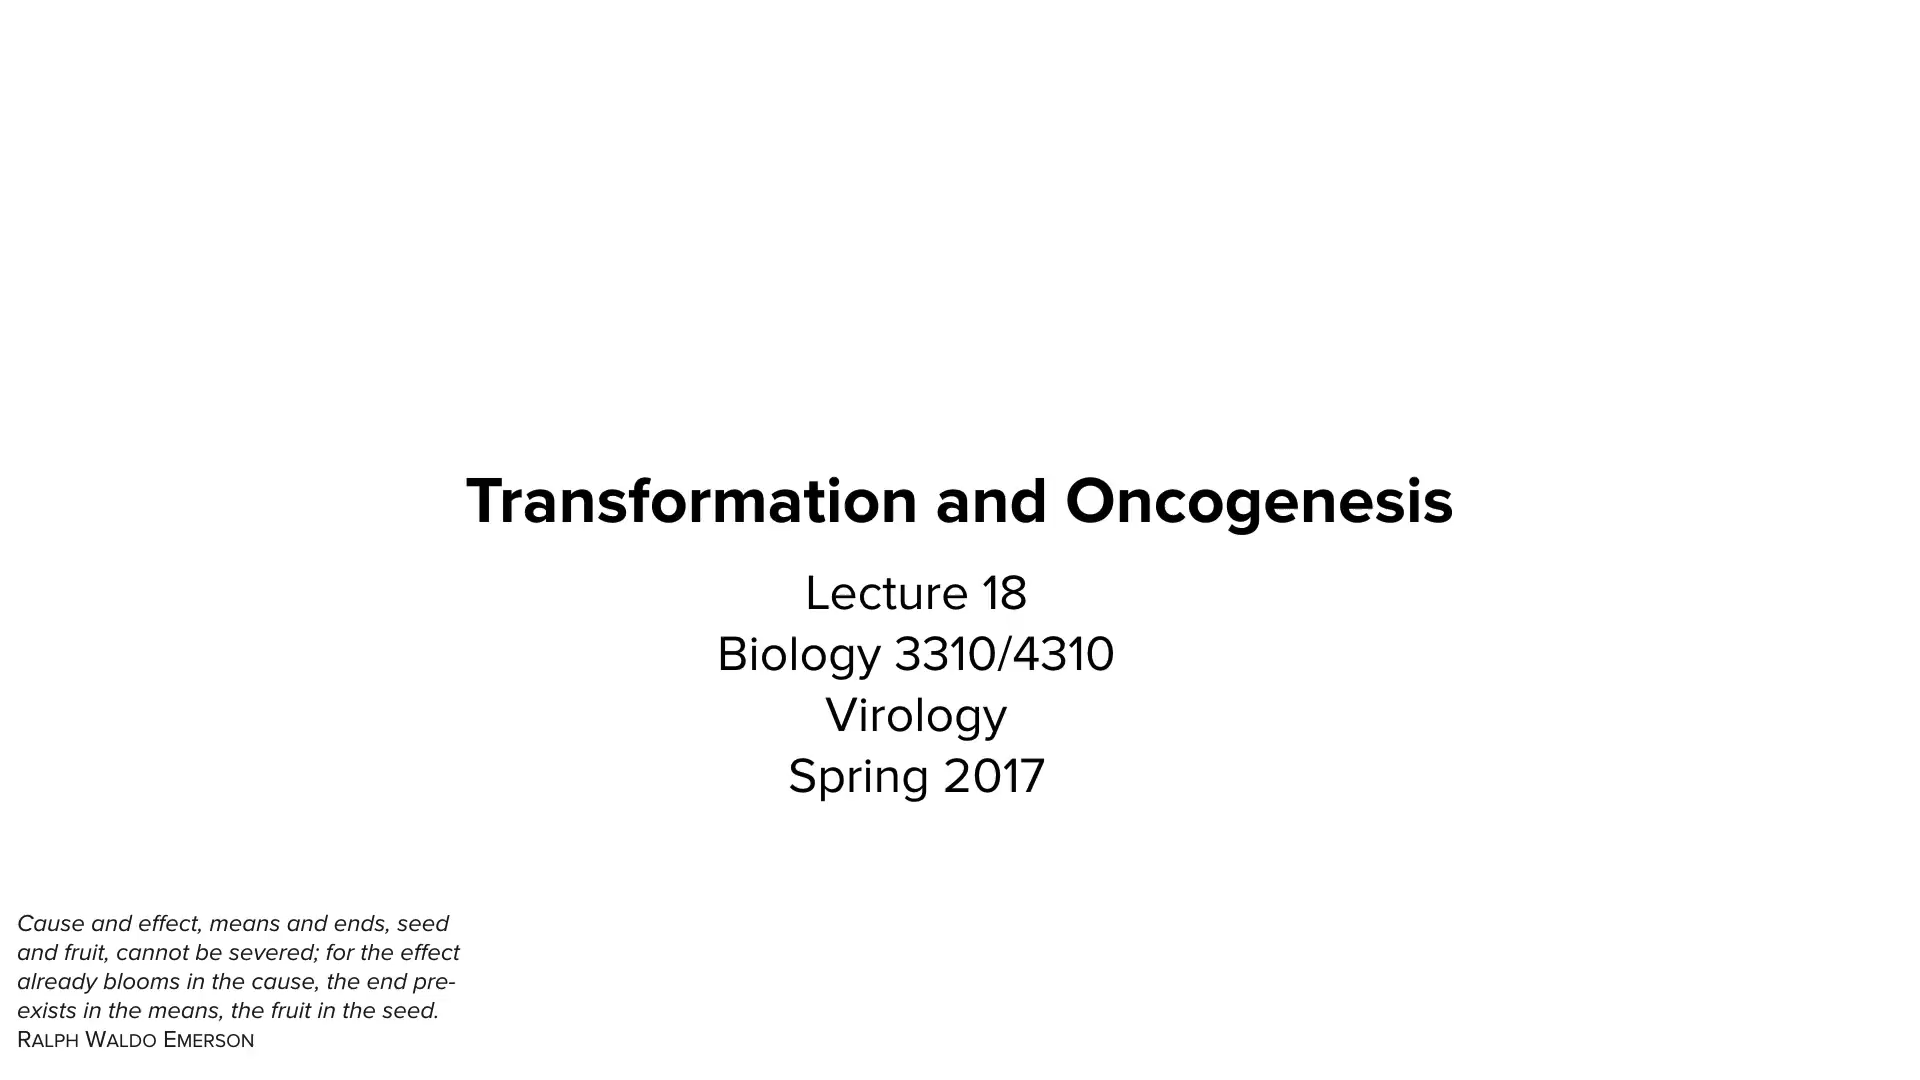 Transformation and Oncogenesis
Lecture 18
Biology 3310/4310
Virology
Spring 2017
Cause and effect, means and ends, seed
and fruit, cannot be severed; for the effect
already blooms in the cause, the end pre-
exists in the means, the fruit in the seed.
RALPH WALDO EMERSON